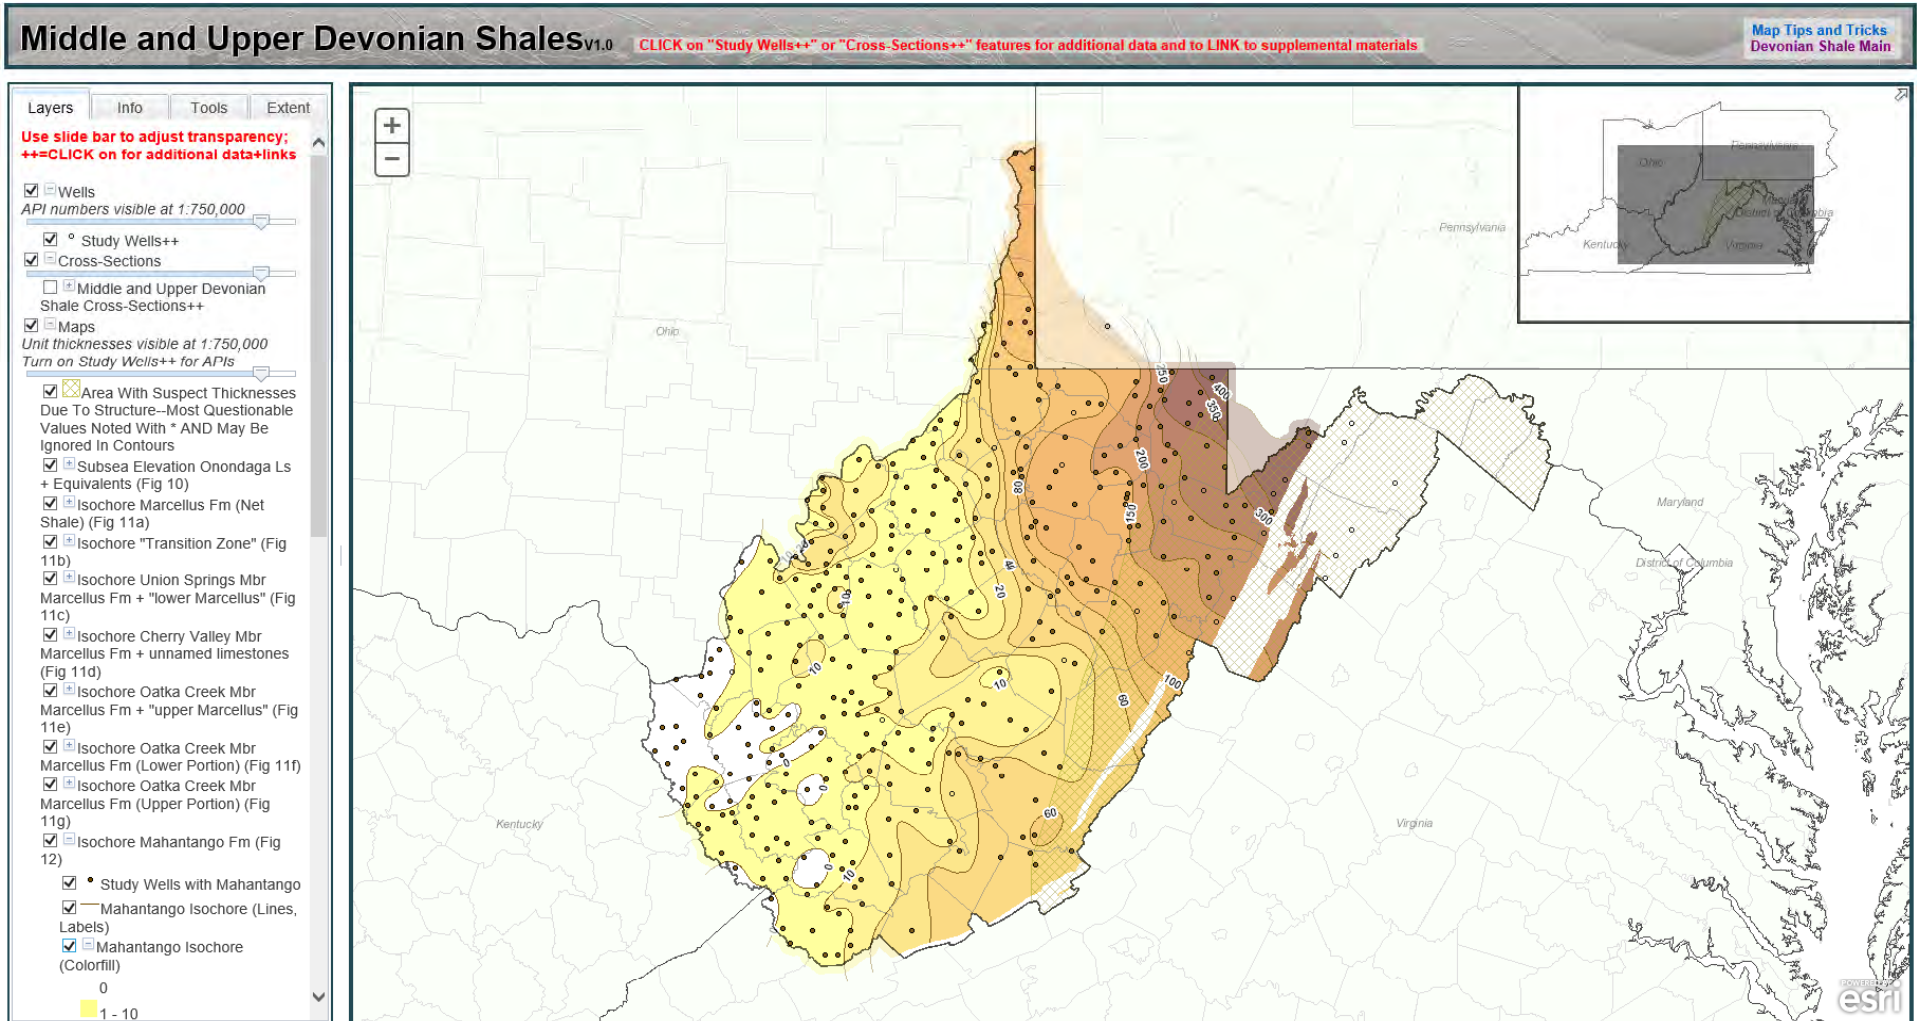 Middle and Upper Devonian Shales V1.0
CLICK on "Study Wells++" or "Cross-Sections++" features for additional data and to LINK to supplemental materials
Map Tips and Tricks
Devonian Shale Main
Layers Info Tools Extent
Use slide bar to adjust transparency;
++=CLICK on for additional data+links
Wells
API numbers visible at 1:750,000
Study Wells++
Cross-Sections
Middle and Upper Devonian
Shale Cross-Sections++
Maps
Unit thicknesses visible at 1:750,000
Turn on Study Wells++ for APIs
Area With Suspect Thicknesses
Due To Structure--Most Questionable
Values Noted With * AND May Be
Ignored In Contours
Subsea Elevation Onondaga Ls
+ Equivalents (Fig 10)
Isochore Marcellus Fm (Net
Shale) (Fig 11a)
Isochore "Transition Zone" (Fig
11b)
Isochore Union Springs Mbr
Marcellus Fm + "lower Marcellus" (Fig
11c)
Isochore Cherry Valley Mbr
Marcellus Fm + unnamed limestones
(Fig 11d)
Isochore Oatka Creek Mbr
Marcellus Fm + "upper Marcellus" (Fig
11e)
Isochore Oatka Creek Mbr
Marcellus Fm (Lower Portion) (Fig 11f)
Isochore Oatka Creek Mbr
Marcellus Fm (Upper Portion) (Fig
11g)
Isochore Mahantango Fm (Fig
12)
Study Wells with Mahantango
Mahantango Isochore (Lines,
Labels)
Mahantango Isochore
(Colorfill)
0
1 - 10
+
−
Pennsylvania
Ohio
Kentucky
Virginia
Pennsylvania
Ohio
250
400
350
200
80
150
300
Maryland
District of Columbia
20
10
10
10
60
100
0
0
60
0
10
Kentucky
Virginia
POWERED BY
esri